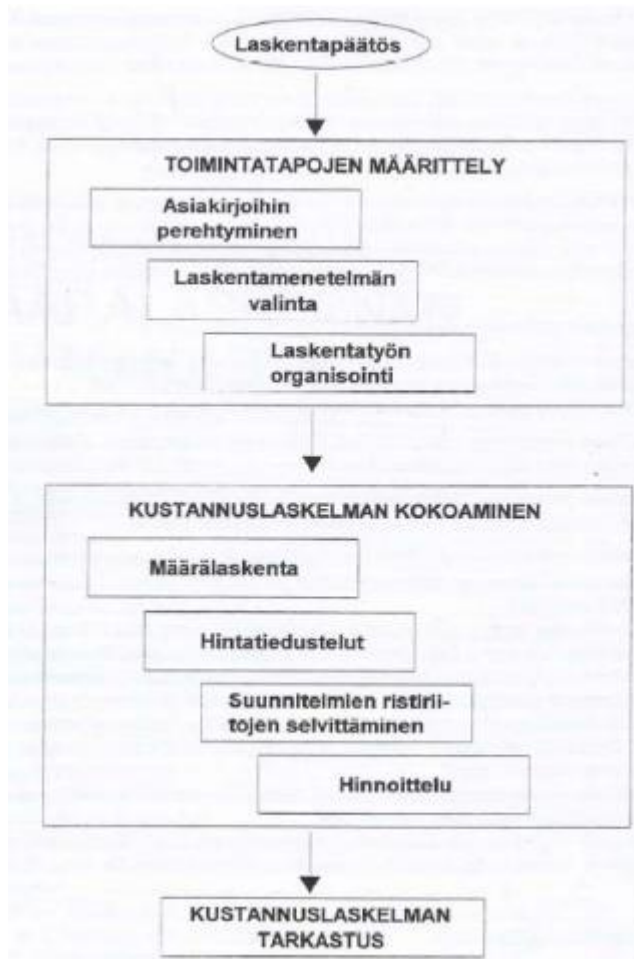 Laskentapäätös
TOIMINTATAPOJEN MÄÄRITTELY
Asiakirjoihin
perehtyminen
Laskentamenetelmän
valinta
Laskentatyön
organisointi
KUSTANNUSLASKELMAN KOKOAMINEN
Määrälaskenta
Hintatiedustelut
Suunnitelmien ristirii-
tojen selvittäminen
Hinnoittelu
KUSTANNUSLASKELMAN
TARKASTUS